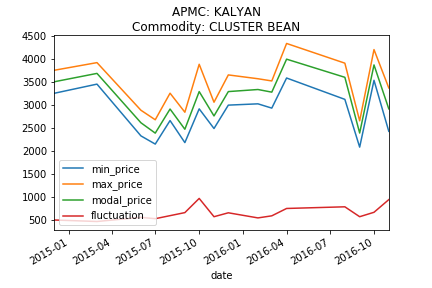 APMC: KALYAN
Commodity: CLUSTER BEAN
4500
4000
3500
3000
2500
2000
1500
1000
500
min_price
max_price
modal_price
fluctuation
2015-01
2015-04
2015-07
2015-10
2016-01
2016-04
2016-07
2016-10
date